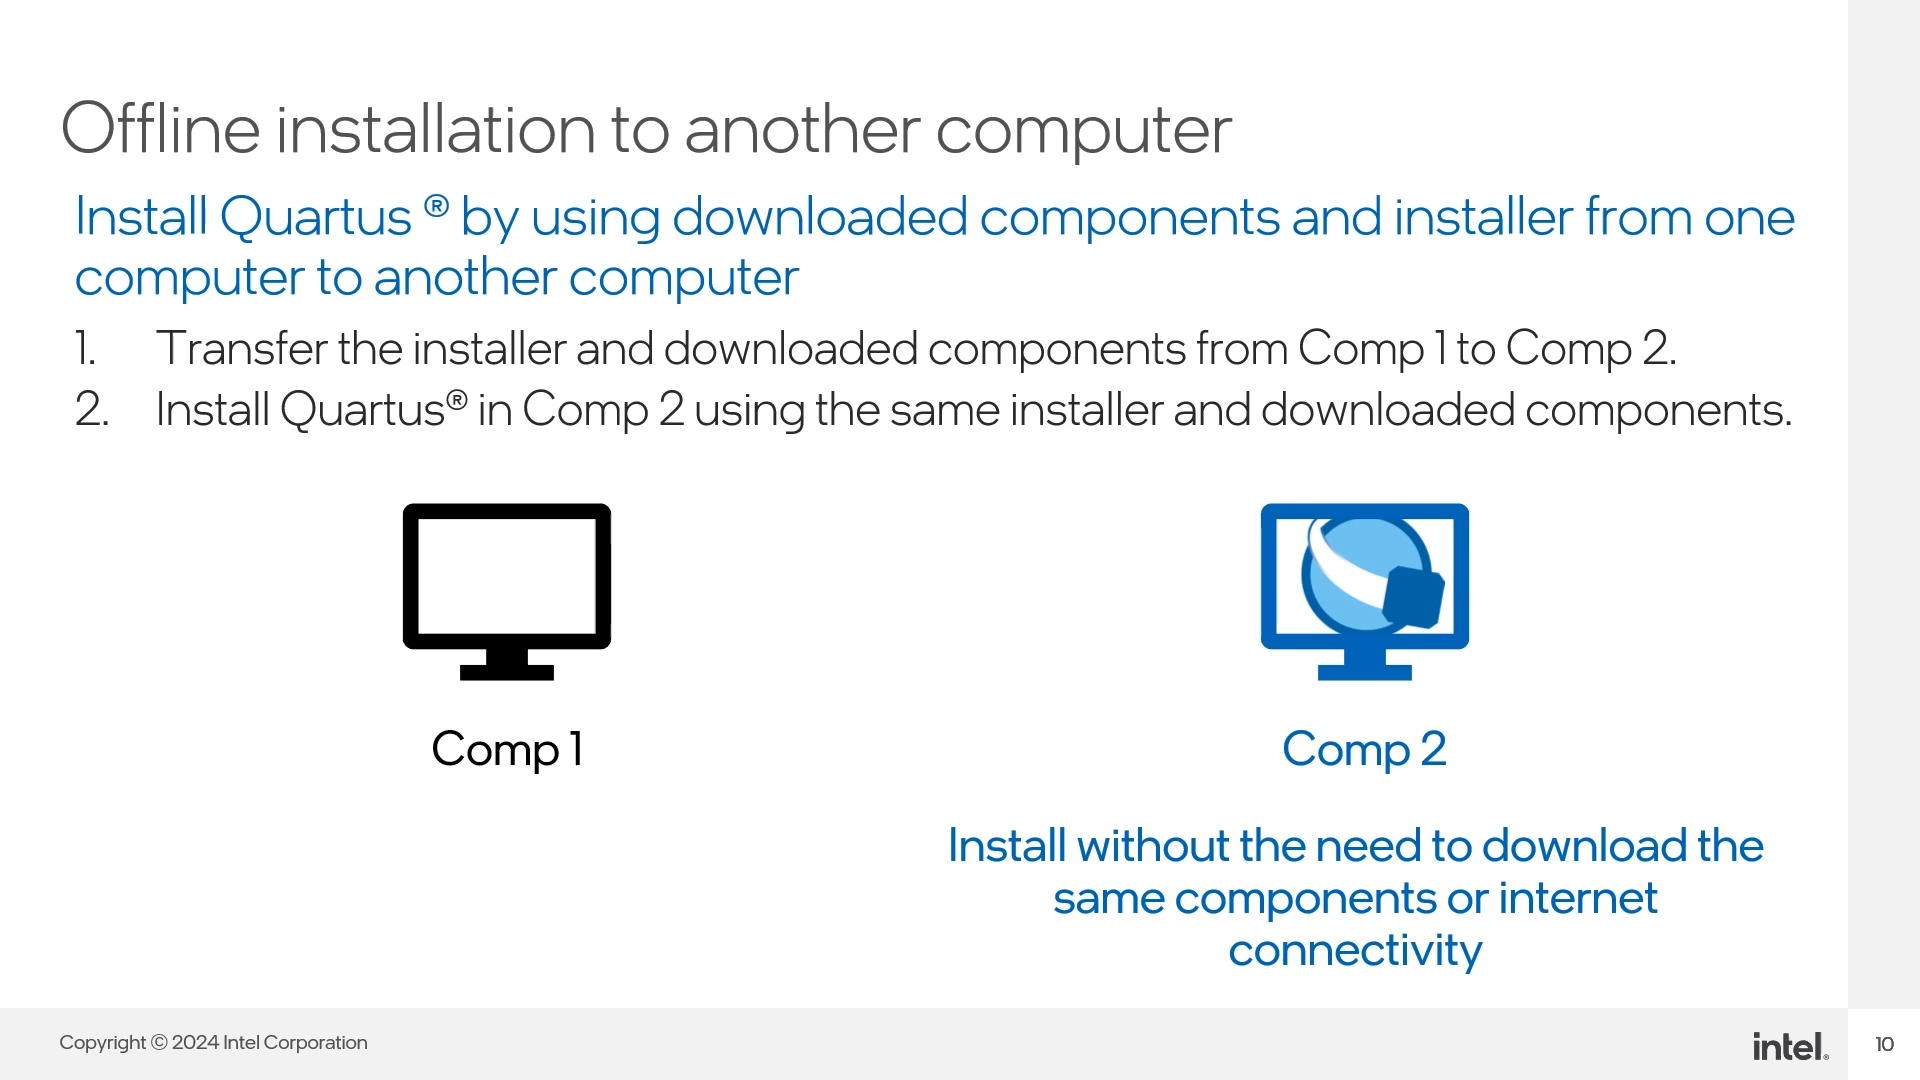 Offline installation to another computer
Install Quartus ® by using downloaded components and installer from one
computer to another computer
1. Transfer the installer and downloaded components from Comp 1 to Comp 2.
2. Install Quartus® in Comp 2 using the same installer and downloaded components.
Comp 1
Comp 2
Install without the need to download the
same components or internet
connectivity
Copyright © 2024 Intel Corporation
intel®
10